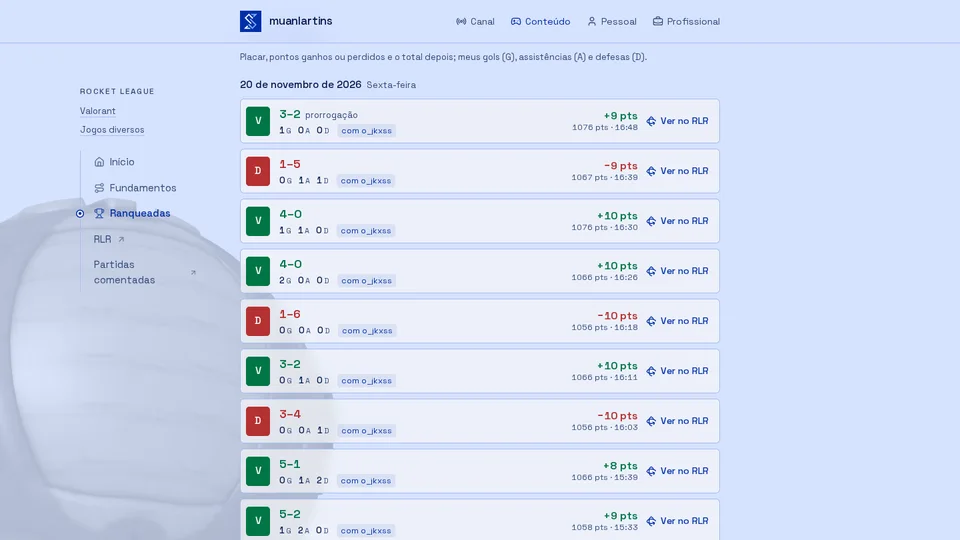 muanlartins
Canal
Conteúdo
Pessoal
Profissional
Placar, pontos ganhos ou perdidos e o total depois; meus gols (G), assistências (A) e defesas (D).
ROCKET LEAGUE
Valorant
Jogos diversos
Início
Fundamentos
Ranqueadas
RLR
Partidas
comentadas
20 de novembro de 2026 Sexta-feira
V
3–2 prorrogação
1G 0A 0D com o_jkxss
+9 pts
1076 pts · 16:48
Ver no RLR
D
1–5
0G 1A 1D com o_jkxss
−9 pts
1067 pts · 16:39
Ver no RLR
V
4–0
1G 1A 0D com o_jkxss
+10 pts
1076 pts · 16:30
Ver no RLR
V
4–0
2G 0A 0D com o_jkxss
+10 pts
1066 pts · 16:26
Ver no RLR
D
1–6
0G 0A 0D com o_jkxss
−10 pts
1056 pts · 16:18
Ver no RLR
V
3–2
0G 1A 0D com o_jkxss
+10 pts
1066 pts · 16:11
Ver no RLR
D
3–4
0G 0A 1D com o_jkxss
−10 pts
1056 pts · 16:03
Ver no RLR
V
5–1
0G 1A 2D com o_jkxss
+8 pts
1066 pts · 15:39
Ver no RLR
V
5–2
1G 2A 0D com o_jkxss
+9 pts
1058 pts · 15:33
Ver no RLR